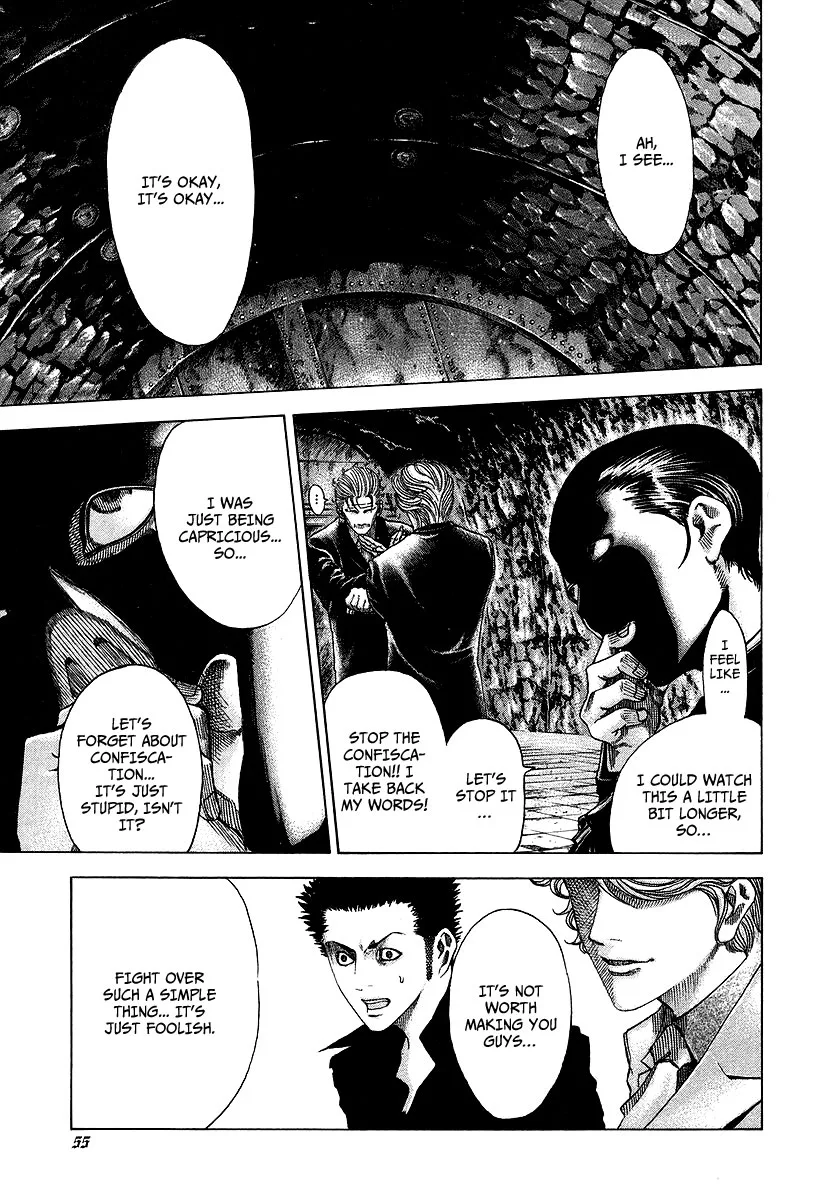 AH,
I SEE...
IT'S OKAY,
IT'S OKAY...
I
FEEL
LIKE
...
I COULD WATCH
THIS A LITTLE
BIT LONGER,
SO...
...
LET'S
STOP IT
...
STOP THE
CONFISCA-
TION!! I
TAKE BACK
MY WORDS!
I WAS
JUST BEING
CAPRICIOUS...
SO...
LET'S
FORGET ABOUT
CONFISCA-
TION...
IT'S JUST
STUPID, ISN'T
IT?
IT'S NOT
WORTH
MAKING YOU
GUYS...
FIGHT OVER
SUCH A SIMPLE
THING... IT'S
JUST FOOLISH.
55